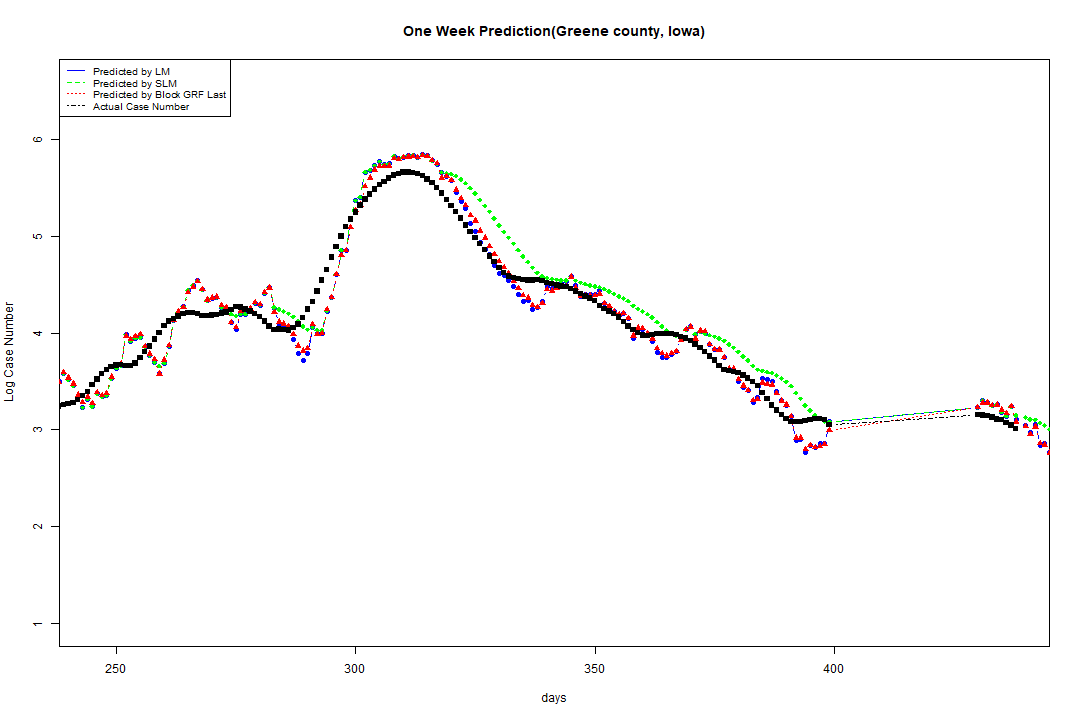 One Week Prediction(Greene county, Iowa)
Predicted by LM
Predicted by SLM
Predicted by Block GRF Last
Actual Case Number
Log Case Number
6
5
4
3
2
1
250
300
350
400
days